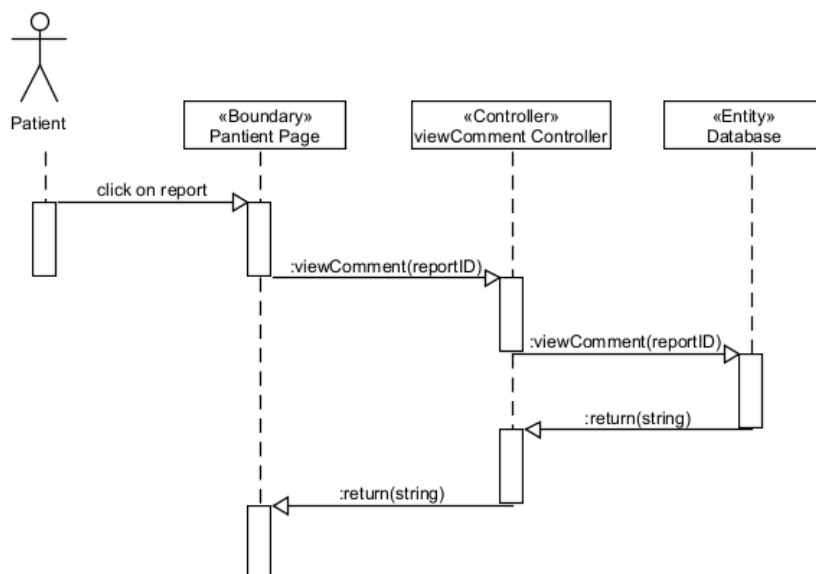 Patient
«Boundary»
Pantient Page
«Controller»
viewComment Controller
«Entity»
Database
click on report
:viewComment(reportID)
:viewComment(reportID)
:return(string)
:return(string)